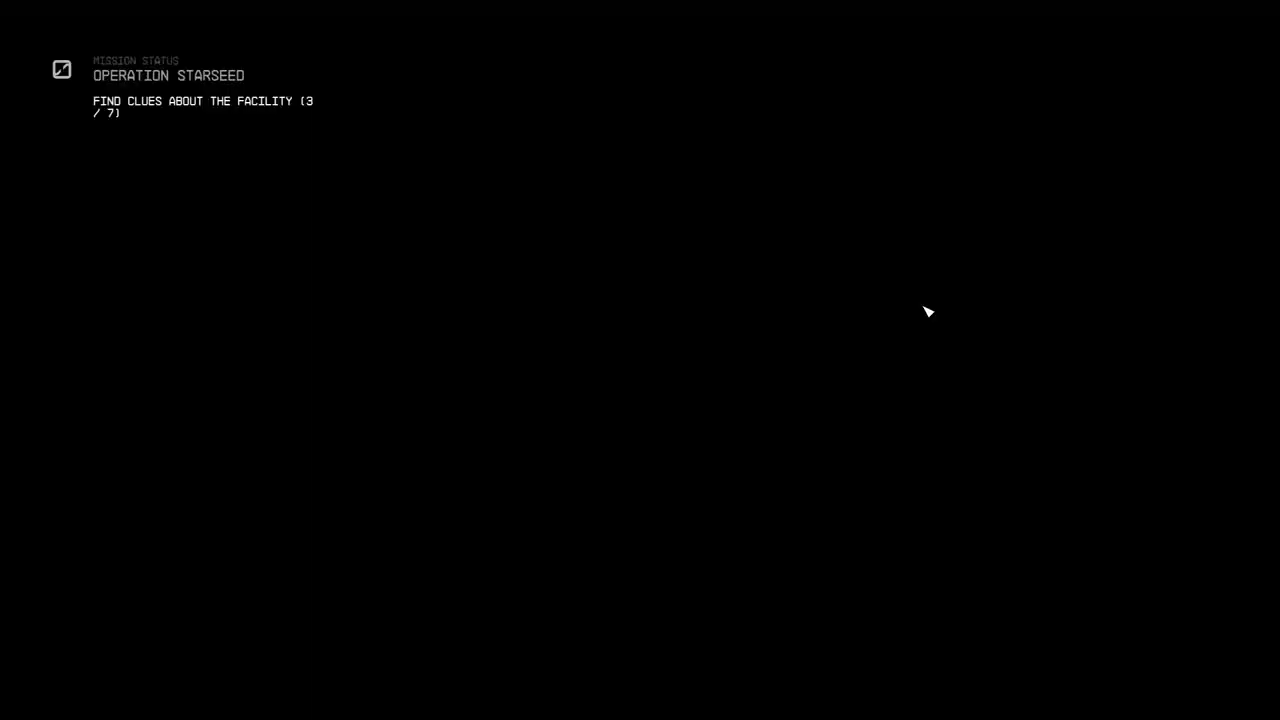 MISSION STATUS
OPERATION STARSEED
FIND CLUES ABOUT THE FACILITY (3
/ 7)